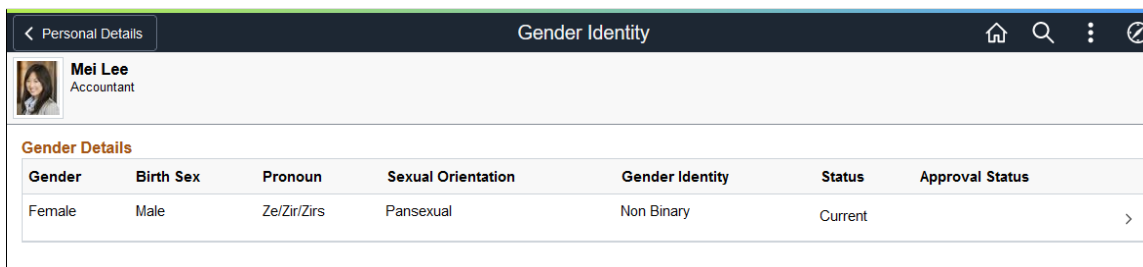 Personal Details
Gender Identity
Mei Lee
Accountant
Gender Details
Gender Birth Sex Pronoun Sexual Orientation Gender Identity Status Approval Status
Female Male Ze/Zir/Zirs Pansexual Non Binary Current